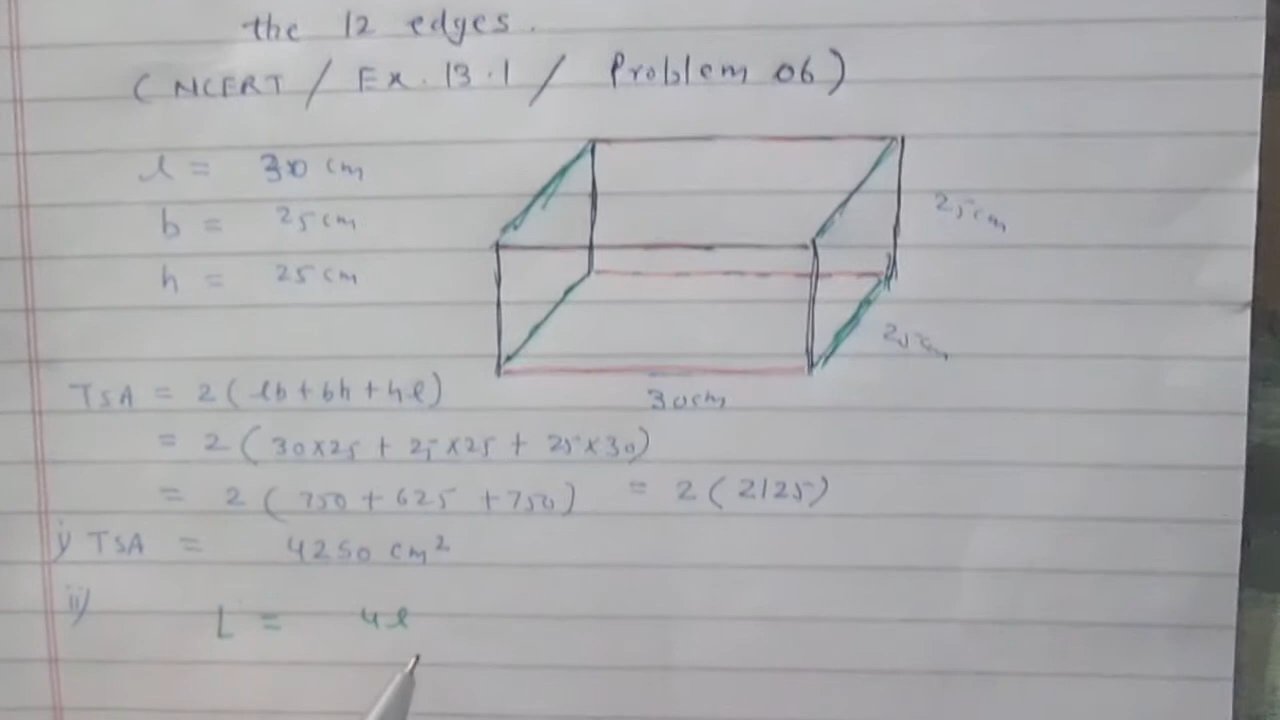 the 12 edges.
(NCERT / Ex. 13.1 / Problem 06)
l = 30 cm
b = 25 cm
h = 25 cm
25 cm
25 cm
30 cm
TSA = 2 (lb + bh + hl)
= 2 (30×25 + 25×25 + 25×30)
= 2 (750 + 625 + 750) = 2 (2125)
i) TSA = 4250 cm²
ii)
L = 4l